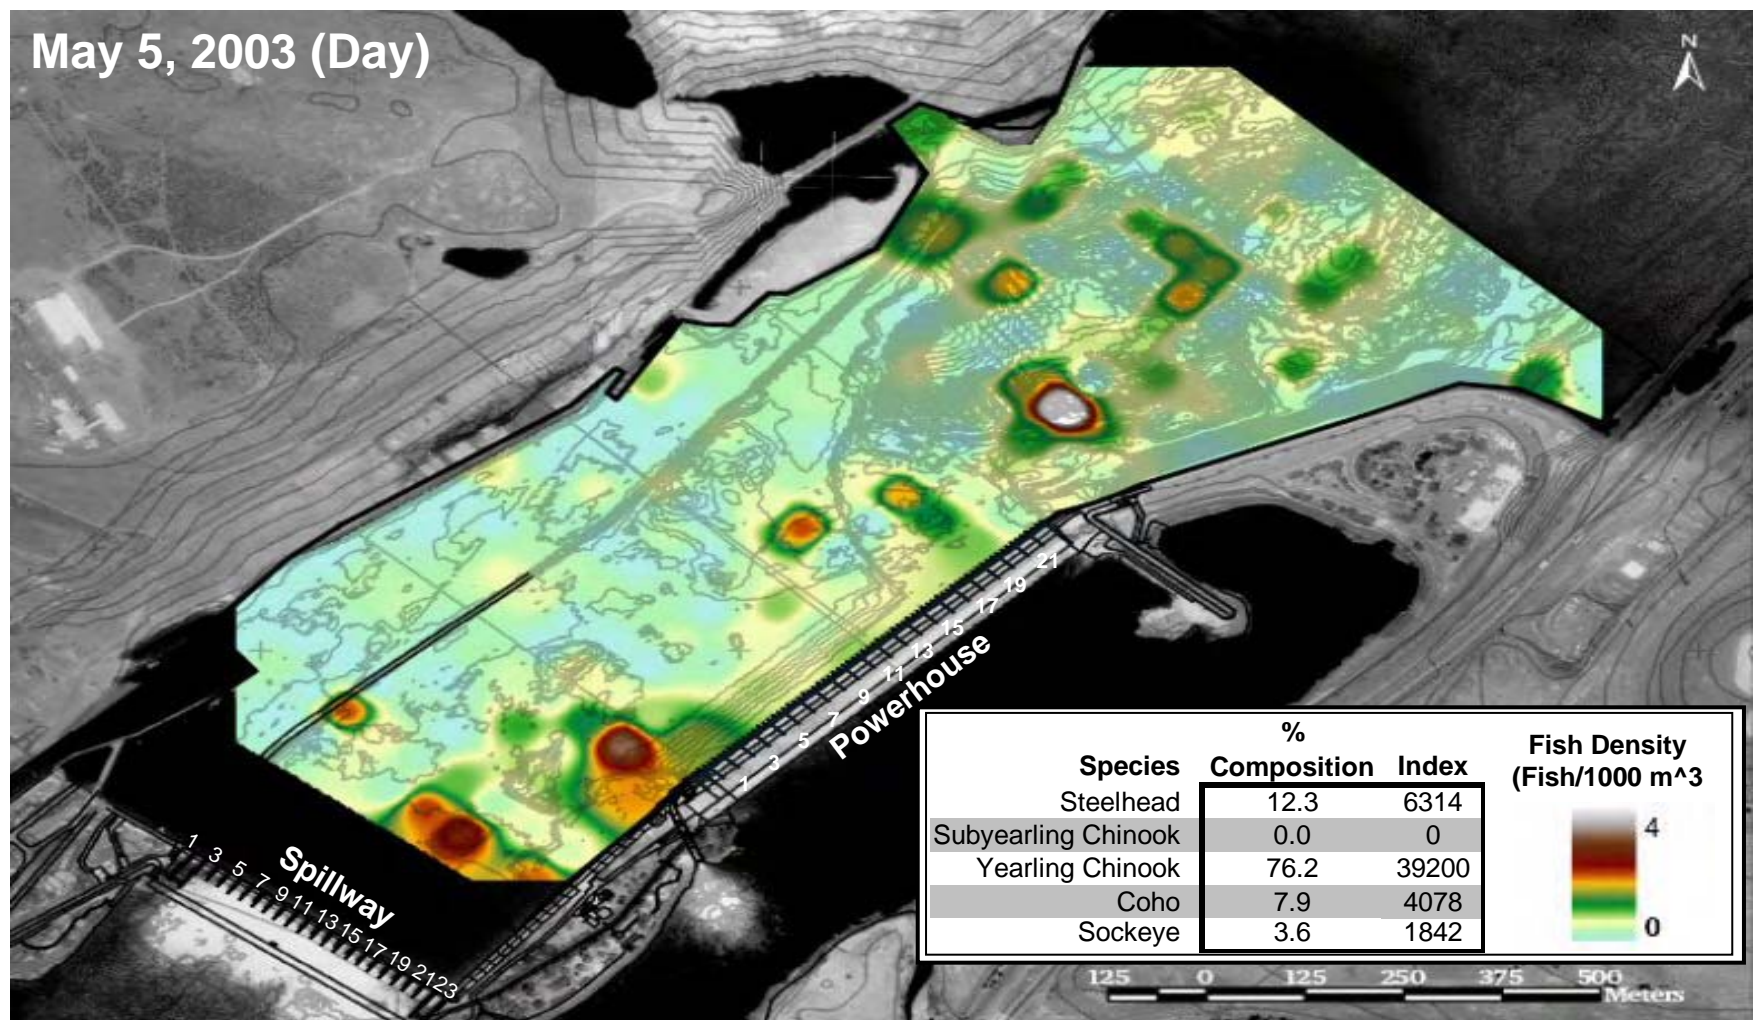 May 5, 2003 (Day)
N
21
19
17
15
13
11
9
7
5
3
1
Powerhouse
Spillway
1 3 5 7 9 11 13 15 17 19 21 23
%
Species Composition Index
Steelhead 12.3 6314
Subyearling Chinook 0.0 0
Yearling Chinook 76.2 39200
Coho 7.9 4078
Sockeye 3.6 1842
Fish Density
(Fish/1000 m^3
4
0
125 0 125 250 375 500
Meters